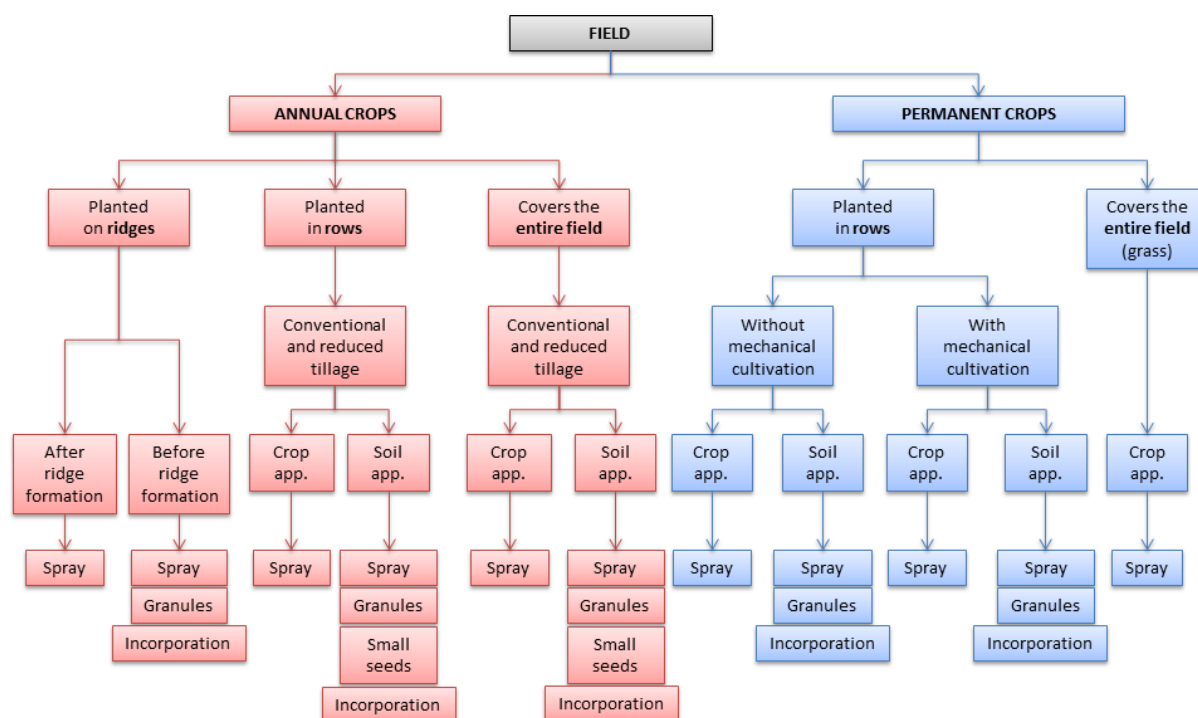 FIELD
ANNUAL CROPS
PERMANENT CROPS
Planted
on ridges
Planted
in rows
Covers the
entire field
Planted
in rows
Covers the
entire field
(grass)
Conventional
and reduced
tillage
Conventional
and reduced
tillage
Without
mechanical
cultivation
With
mechanical
cultivation
After
ridge
formation
Before
ridge
formation
Crop
app.
Soil
app.
Crop
app.
Soil
app.
Crop
app.
Soil
app.
Crop
app.
Soil
app.
Crop
app.
Spray
Spray
Granules
Incorporation
Spray
Spray
Granules
Small
seeds
Incorporation
Spray
Spray
Granules
Small
seeds
Incorporation
Spray
Spray
Granules
Incorporation
Spray
Spray
Granules
Incorporation
Spray